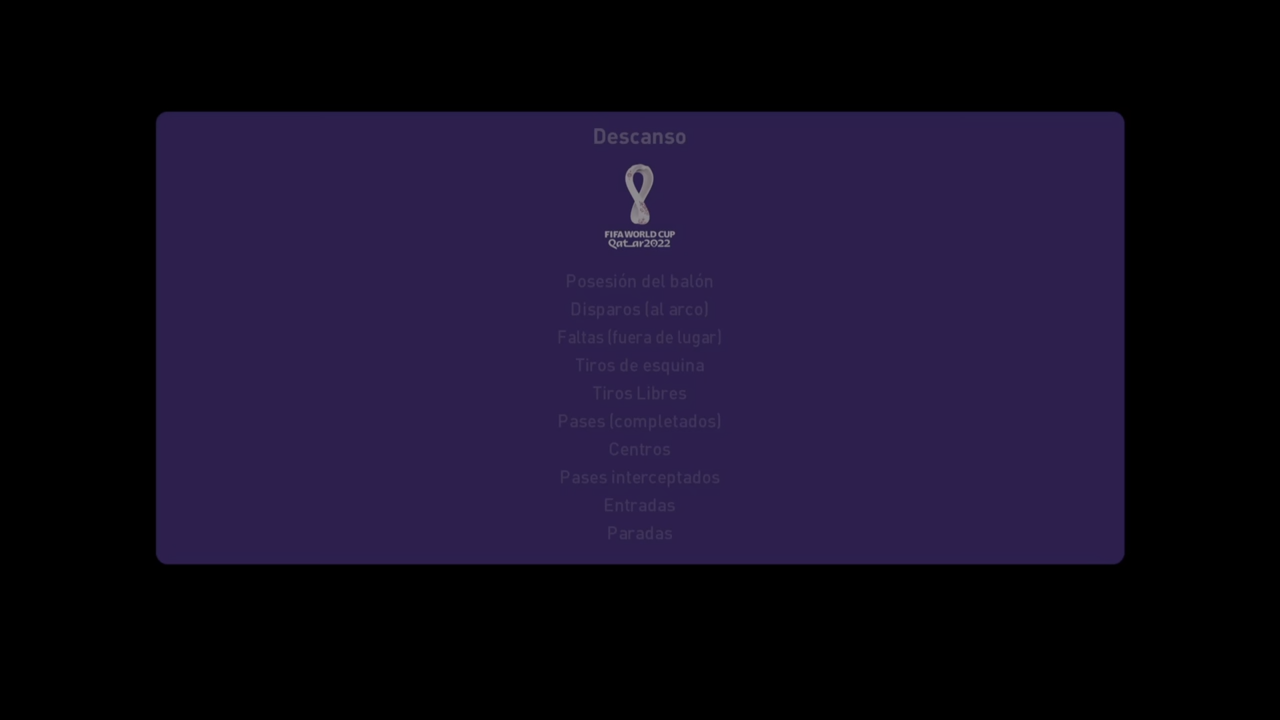 Descanso
FIFA WORLD CUP
Qatar2022
Posesión del balón
Disparos (al arco)
Faltas (fuera de lugar)
Tiros de esquina
Tiros Libres
Pases (completados)
Centros
Pases interceptados
Entradas
Paradas